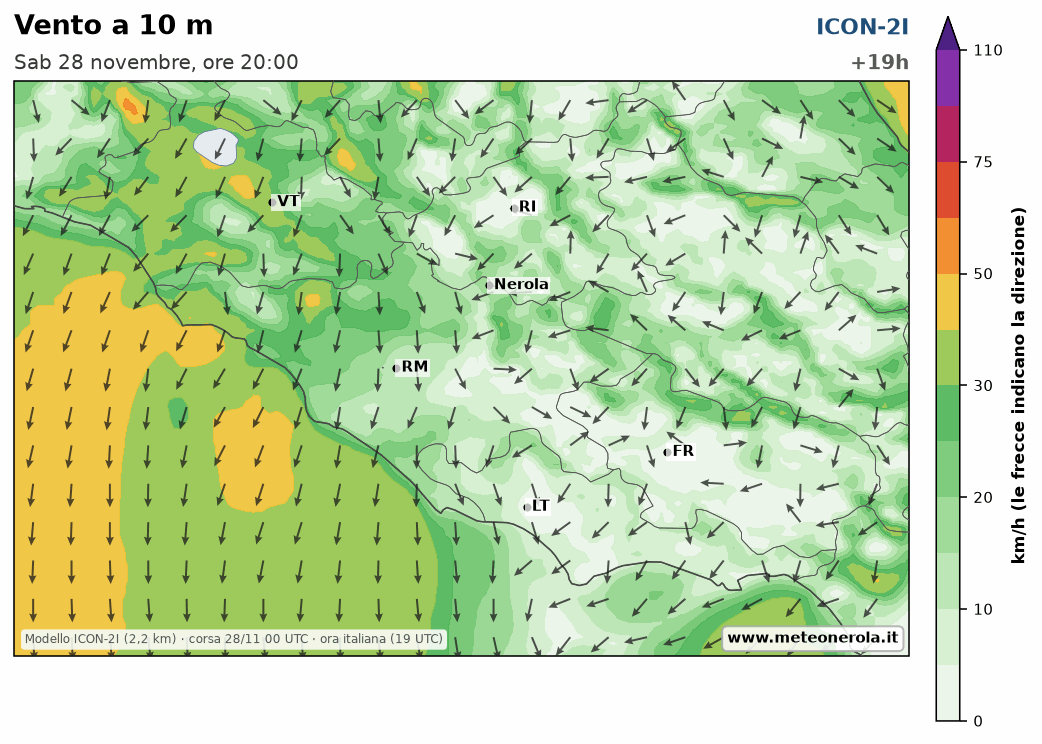 Vento a 10 m
ICON-2I
Sab 28 novembre, ore 20:00
+19h
110
75
50
30
20
10
0
km/h (le frecce indicano la direzione)
VT
RI
Nerola
RM
FR
LT
Modello ICON-2I (2,2 km) · corsa 28/11 00 UTC · ora italiana (19 UTC)
www.meteonerola.it